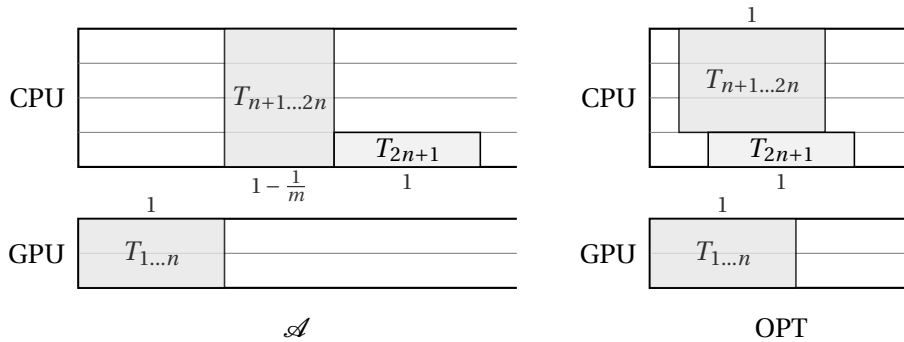 1
CPU
T_{n+1...2n}
T_{2n+1}
1 − 1/m
1
1
GPU
T_{1...n}
𝒜
1
CPU
T_{n+1...2n}
T_{2n+1}
1
1
GPU
T_{1...n}
OPT